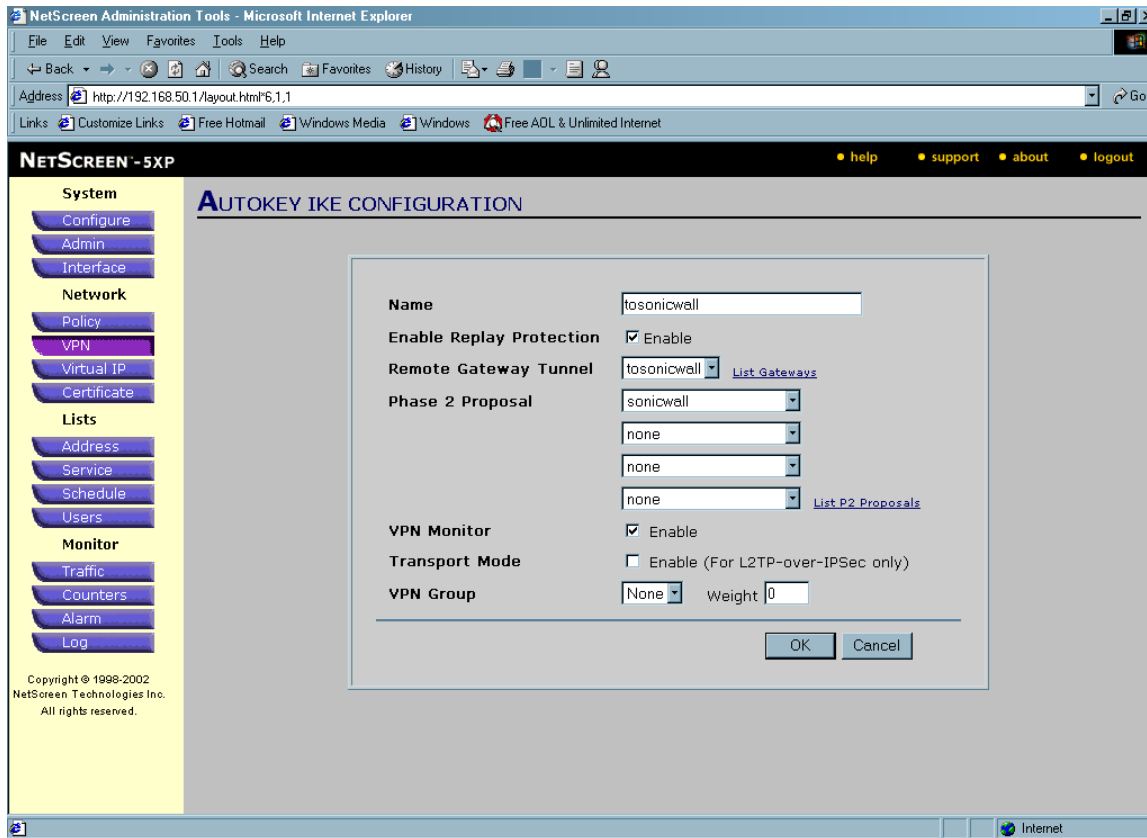 NetScreen Administration Tools - Microsoft Internet Explorer
File Edit View Favorites Tools Help
Back Search Favorites History
Address http://192.168.50.1/layout.html*6,1,1 Go
Links Customize Links Free Hotmail Windows Media Windows Free AOL & Unlimited Internet
NETSCREEN-5XP help support about logout
System
Configure
Admin
Interface
Network
Policy
VPN
Virtual IP
Certificate
Lists
Address
Service
Schedule
Users
Monitor
Traffic
Counters
Alarm
Log
Copyright © 1998-2002
NetScreen Technologies Inc.
All rights reserved.
AUTOKEY IKE CONFIGURATION
Name tosonicwall
Enable Replay Protection Enable
Remote Gateway Tunnel tosonicwall List Gateways
Phase 2 Proposal sonicwall
none
none
none List P2 Proposals
VPN Monitor Enable
Transport Mode Enable (For L2TP-over-IPSec only)
VPN Group None Weight 0
OK Cancel
Internet